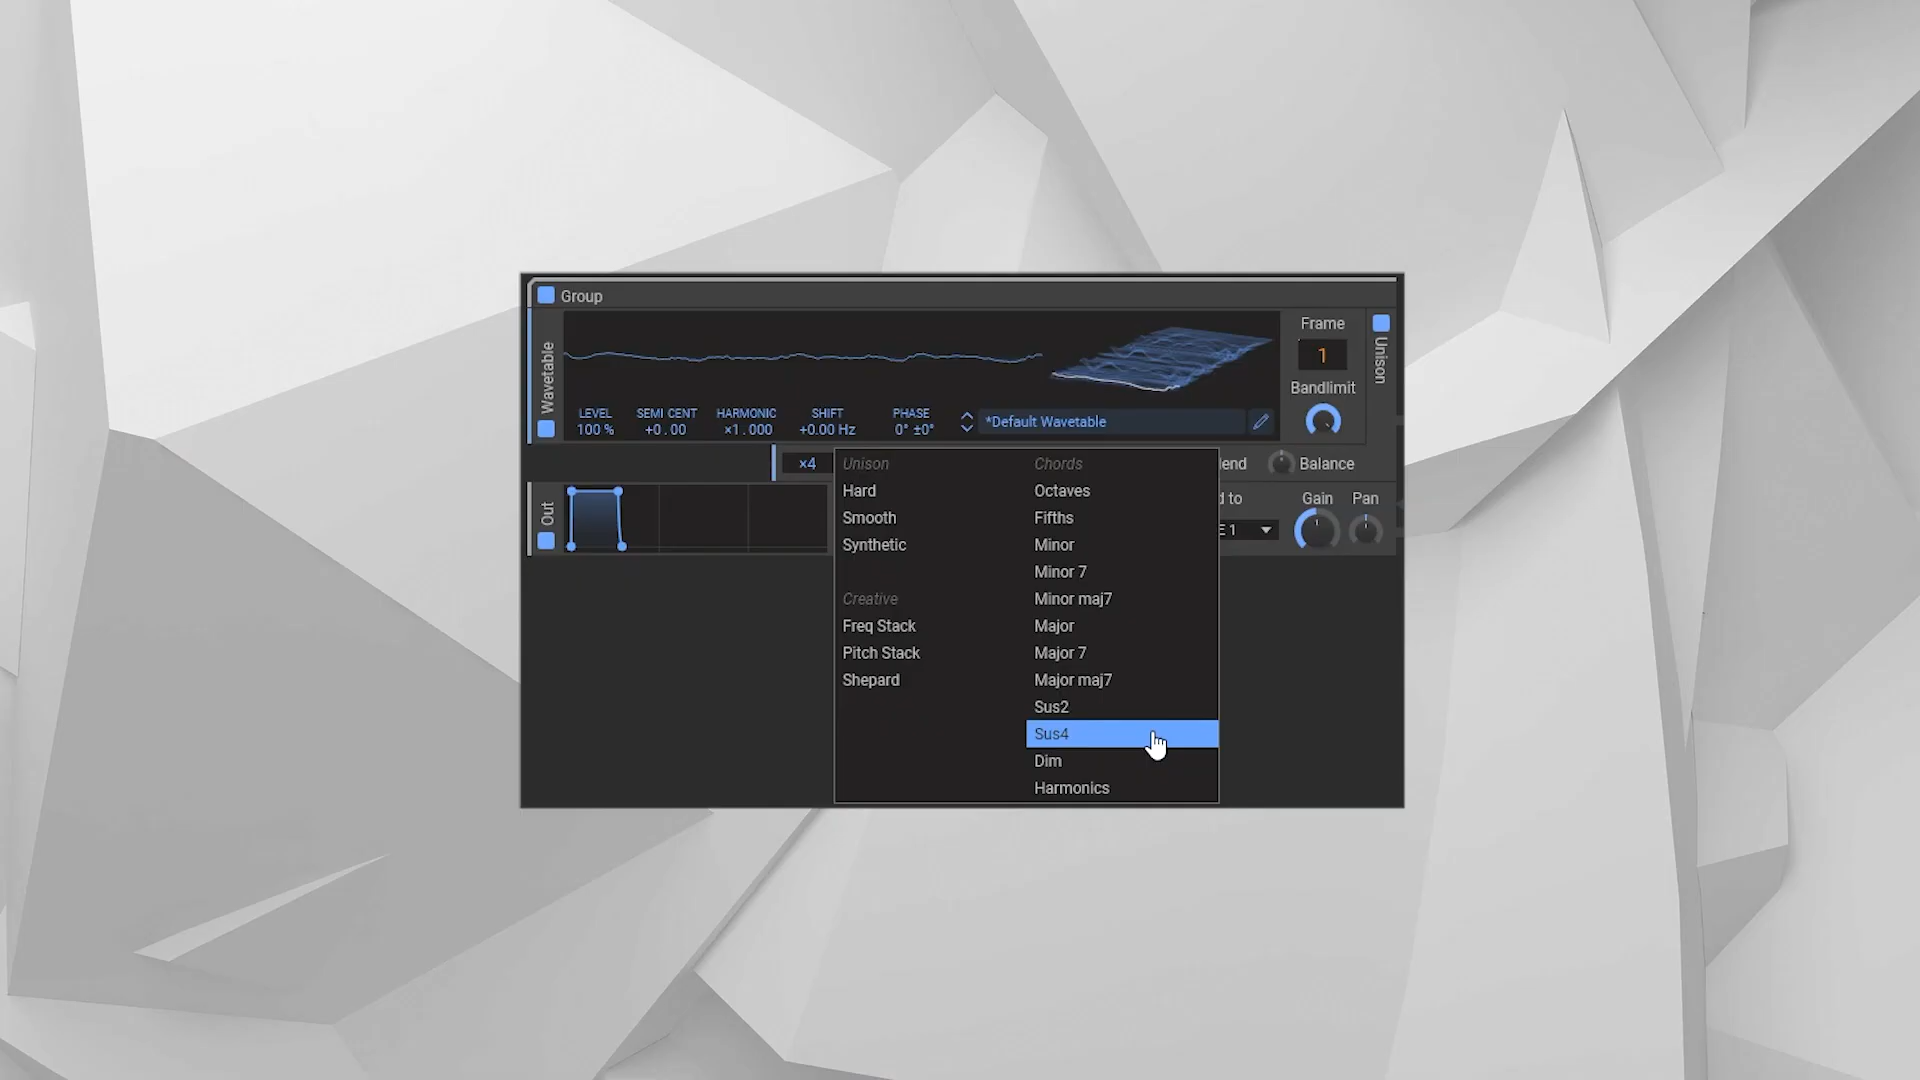 Group
Wavetable
Frame
1
Bandlimit
Unison
LEVEL SEMI CENT HARMONIC SHIFT PHASE
100 % +0.00 ×1.000 +0.00 Hz 0° ±0°
*Default Wavetable
×4
Unison
Hard
Smooth
Synthetic
Creative
Freq Stack
Pitch Stack
Shepard
Chords
Octaves
Fifths
Minor
Minor 7
Minor maj7
Major
Major 7
Major maj7
Sus2
Sus4
Dim
Harmonics
Balance
Out
to
Gain Pan
E 1